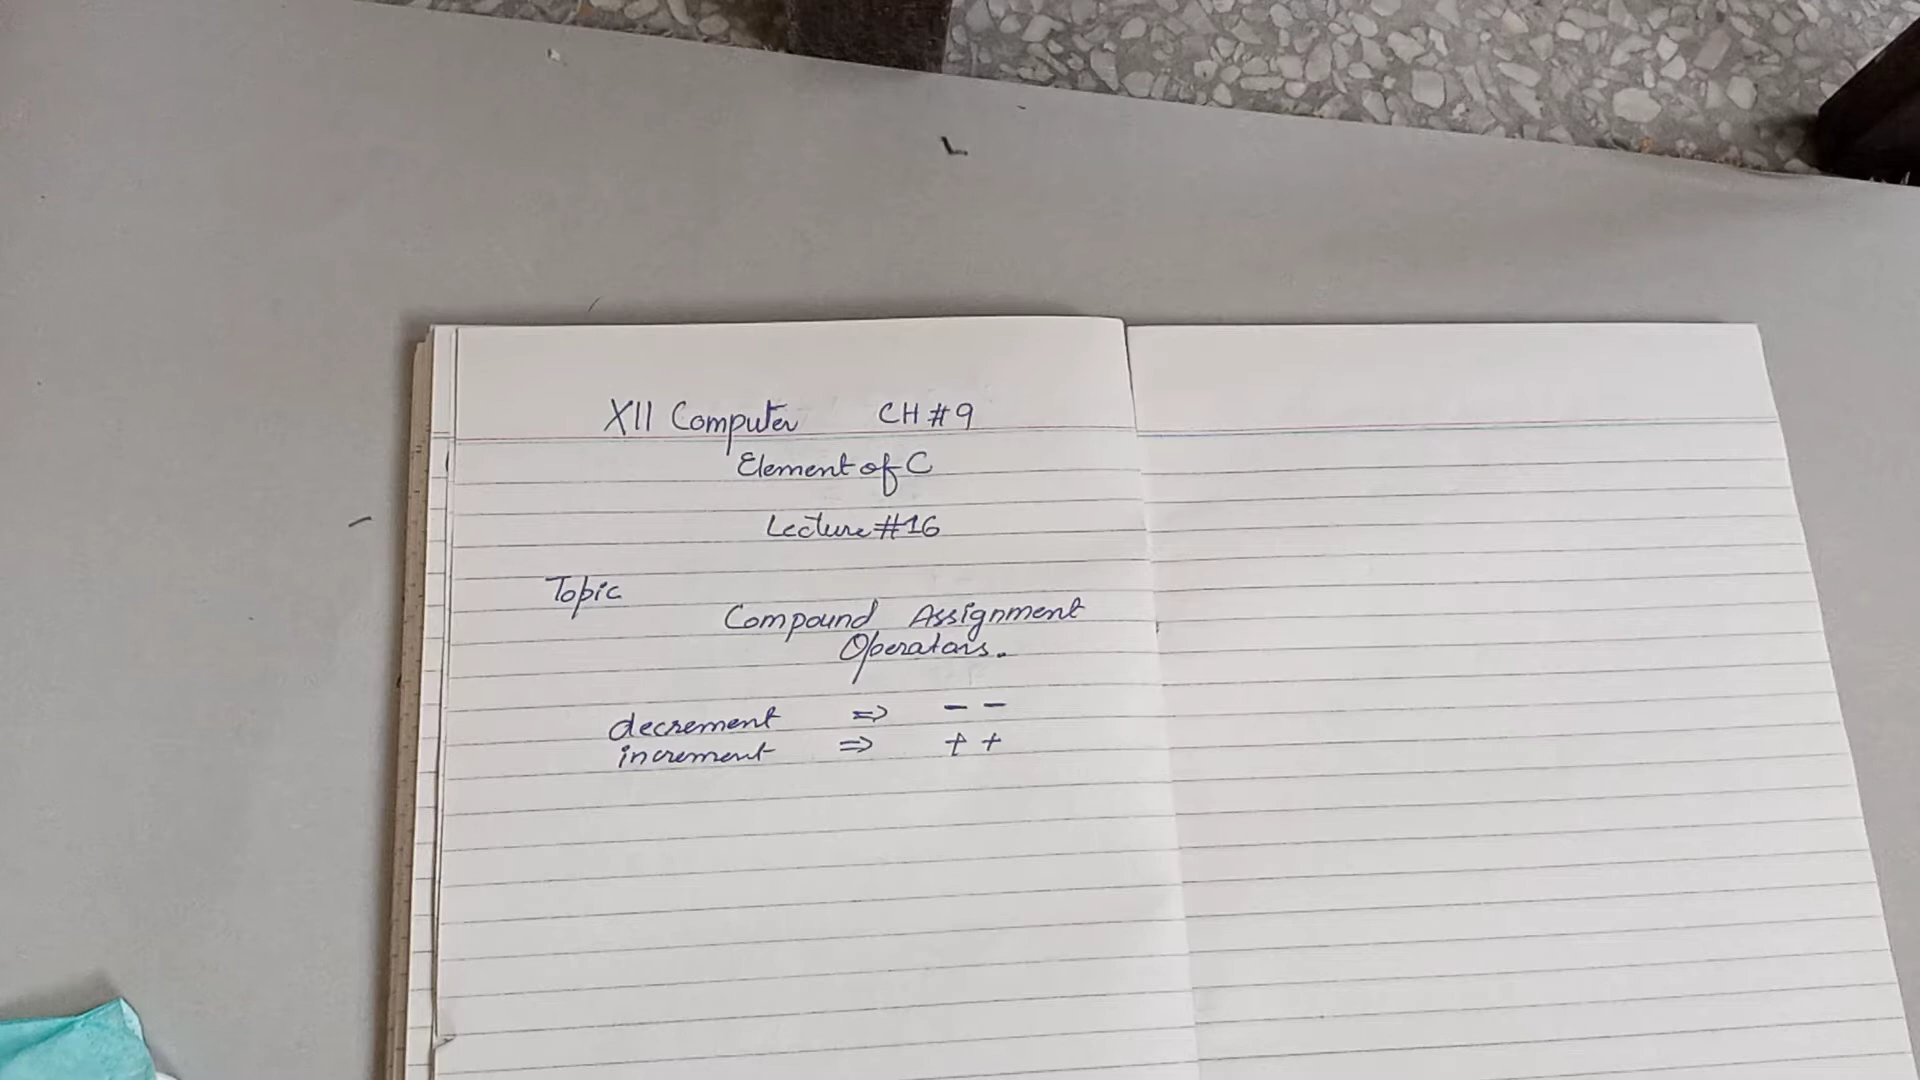 XII Computer CH#9
Element of C
Lecture #16
Topic
Compound Assignment
Operators.
decrement ⇒ - -
increment ⇒ + +